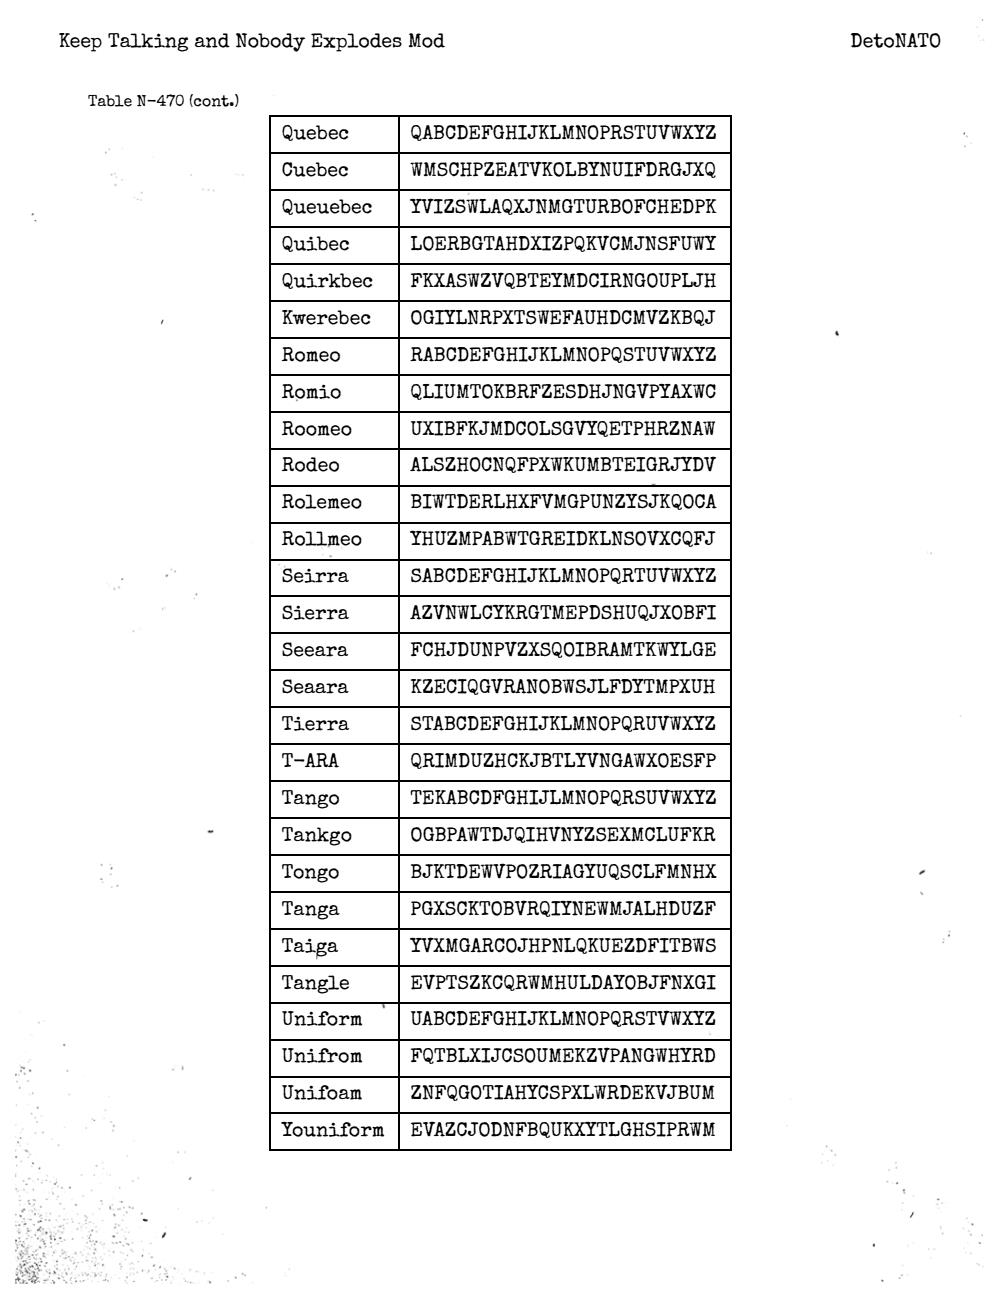 Keep Talking and Nobody Explodes Mod DetoNATO
Table N-470 (cont.)
Quebec QABCDEFGHIJKLMNOPRSTUVWXYZ
Cuebec WMSCHPZEATVKOLBYNUIFDRGJXQ
Queuebec YVIZSWLAQXJNMGTURBOFCHEDPK
Quibec LOERBGTAHDXIZPQKVCMJNSFUWY
Quirkbec FKXASWZVQBTEYMDCIRNGOUPLJH
Kwerebec OGIYLNRPXTSWEFAUHDCMVZKBQJ
Romeo RABCDEFGHIJKLMNOPQSTUVWXYZ
Romio QLIUMTOKBRFZESDHJNGVPYAXWC
Roomeo UXIBFKJMDCOLSGVYQETPHRZNAW
Rodeo ALSZHOCNQFPXWKUMBTEIGRJYDV
Rolemeo BIWTDERLHXFVMGPUNZYSJKQOCA
Rollmeo YHUZMPABWTGREIDKLNSOVXCQFJ
Seirra SABCDEFGHIJKLMNOPQRTUVWXYZ
Sierra AZVNWLCYKRGTMEPDSHUQJXOBFI
Seeara FCHJDUNPVZXSQOIBRAMTKWYLGE
Seaara KZECIQGVRANOBWSJLFDYTMPXUH
Tierra STABCDEFGHIJKLMNOPQRUVWXYZ
T-ARA QRIMDUZHCKJBTLYVNGAWXOESFP
Tango TEKABCDFGHIJLMNOPQRSUVWXYZ
Tankgo OGBPAWTDJQIHVNYZSEXMCLUFKR
Tongo BJKTDEWVPOZRIAGYUQSCLFMNHX
Tanga PGXSCKTOBVRQIYNEWMJALHDUZF
Taiga YVXMGARCOJHPNLQKUEZDFITBWS
Tangle EVPTSZKCQRWMHULDAYOBJFNXGI
Uniform UABCDEFGHIJKLMNOPQRSTVWXYZ
Unifrom FQTBLXIJCSOUMEKZVPANGWHYRD
Unifoam ZNFQGOTIAHYCSPXLWRDEKVJBUM
Youniform EVAZCJODNFBQUKXYTLGHSIPRWM